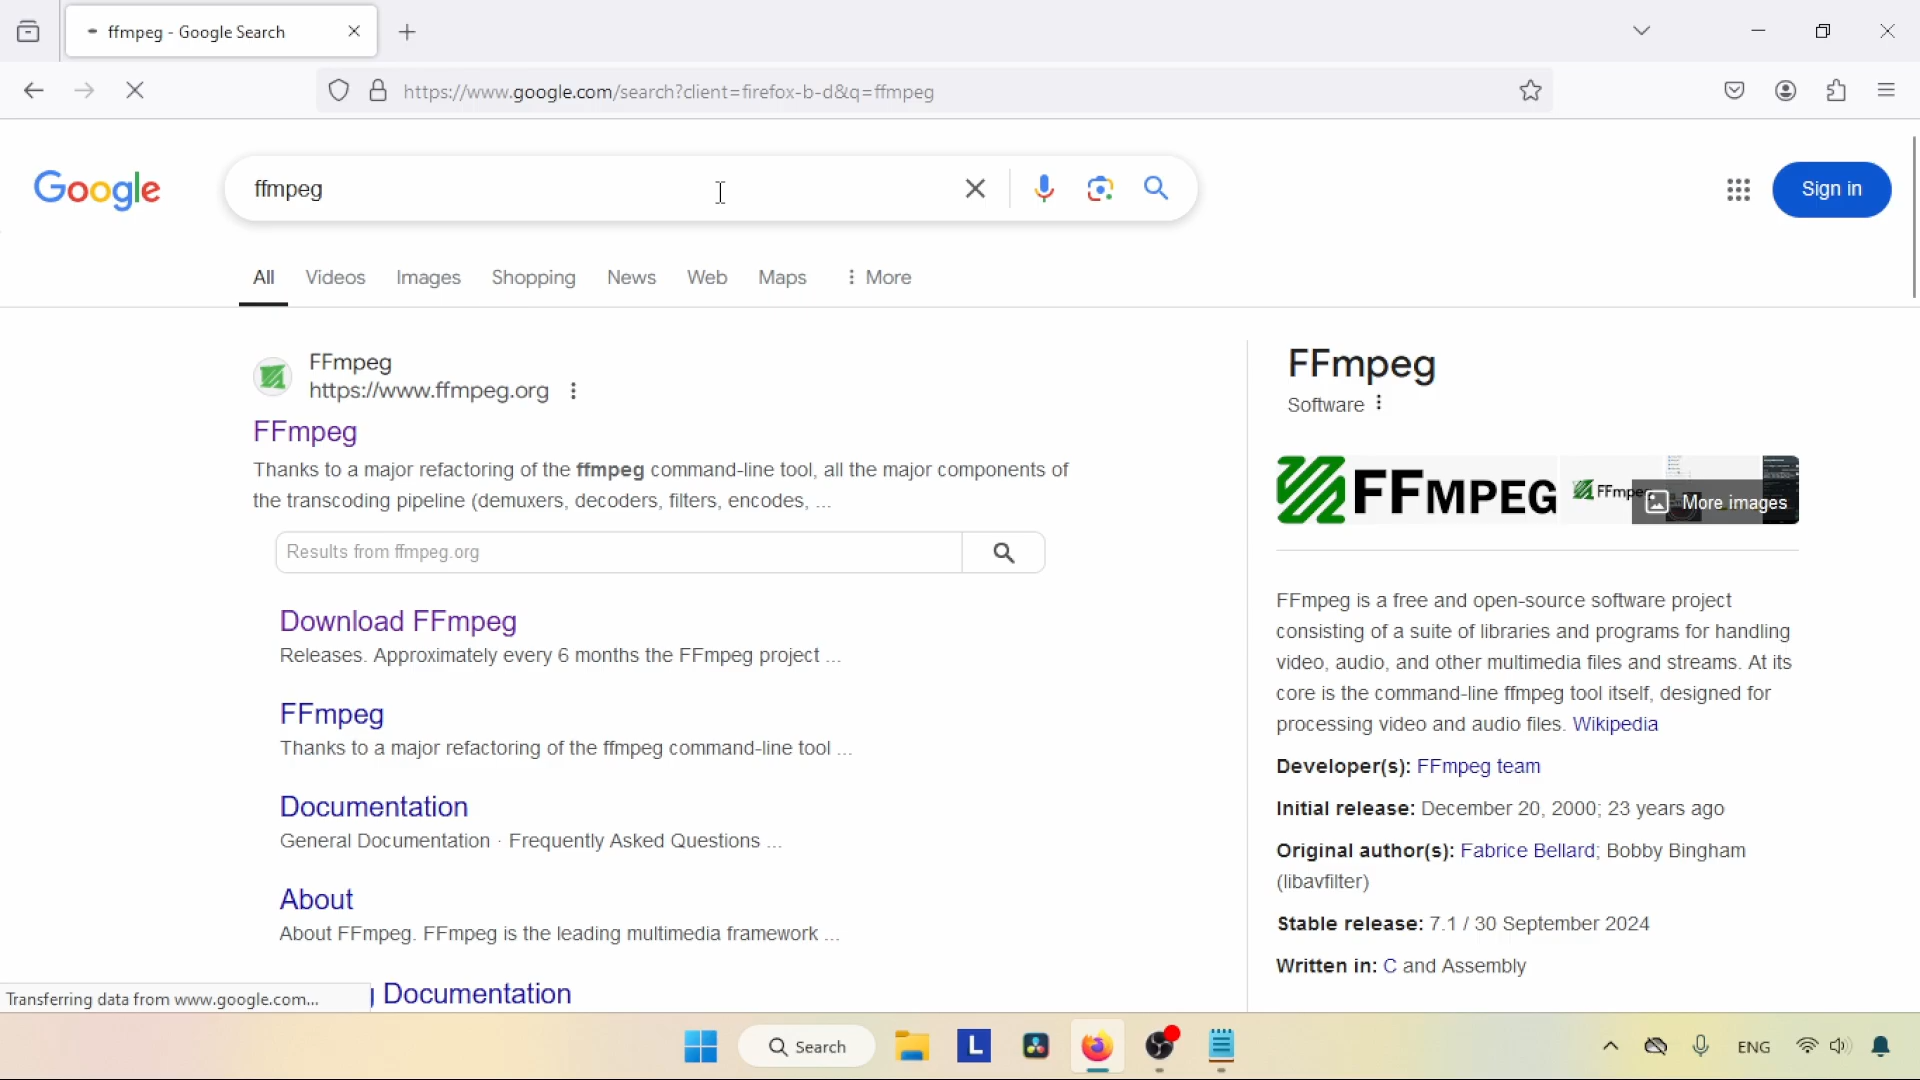 ffmpeg - Google Search
https://www.google.com/search?client=firefox-b-d&q=ffmpeg
Google
ffmpeg
Sign in
All Videos Images Shopping News Web Maps More
FFmpeg
https://www.ffmpeg.org
FFmpeg
Thanks to a major refactoring of the ffmpeg command-line tool, all the major components of
the transcoding pipeline (demuxers, decoders, filters, encodes, ...
Results from ffmpeg.org
Download FFmpeg
Releases. Approximately every 6 months the FFmpeg project ...
FFmpeg
Thanks to a major refactoring of the ffmpeg command-line tool ...
Documentation
General Documentation · Frequently Asked Questions ...
About
About FFmpeg. FFmpeg is the leading multimedia framework ...
Documentation
FFmpeg
Software
FFMPEG
More images
FFmpeg is a free and open-source software project
consisting of a suite of libraries and programs for handling
video, audio, and other multimedia files and streams. At its
core is the command-line ffmpeg tool itself, designed for
processing video and audio files. Wikipedia
Developer(s): FFmpeg team
Initial release: December 20, 2000; 23 years ago
Original author(s): Fabrice Bellard; Bobby Bingham
(libavfilter)
Stable release: 7.1 / 30 September 2024
Written in: C and Assembly
Transferring data from www.google.com...
Search
L
ENG